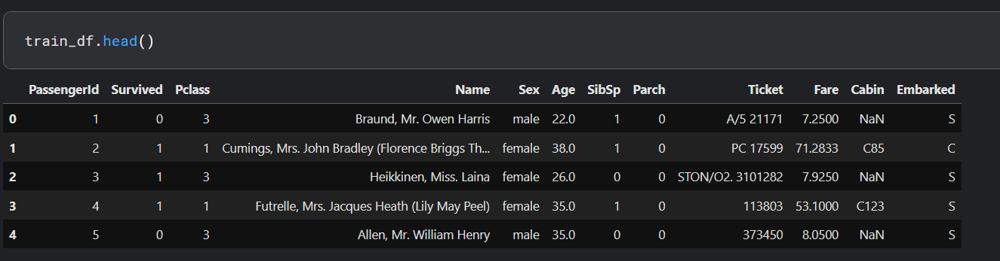 train_df.head()
PassengerId Survived Pclass Name Sex Age SibSp Parch Ticket Fare Cabin Embarked
0 1 0 3 Braund, Mr. Owen Harris male 22.0 1 0 A/5 21171 7.2500 NaN S
1 2 1 1 Cumings, Mrs. John Bradley (Florence Briggs Th... female 38.0 1 0 PC 17599 71.2833 C85 C
2 3 1 3 Heikkinen, Miss. Laina female 26.0 0 0 STON/O2. 3101282 7.9250 NaN S
3 4 1 1 Futrelle, Mrs. Jacques Heath (Lily May Peel) female 35.0 1 0 113803 53.1000 C123 S
4 5 0 3 Allen, Mr. William Henry male 35.0 0 0 373450 8.0500 NaN S